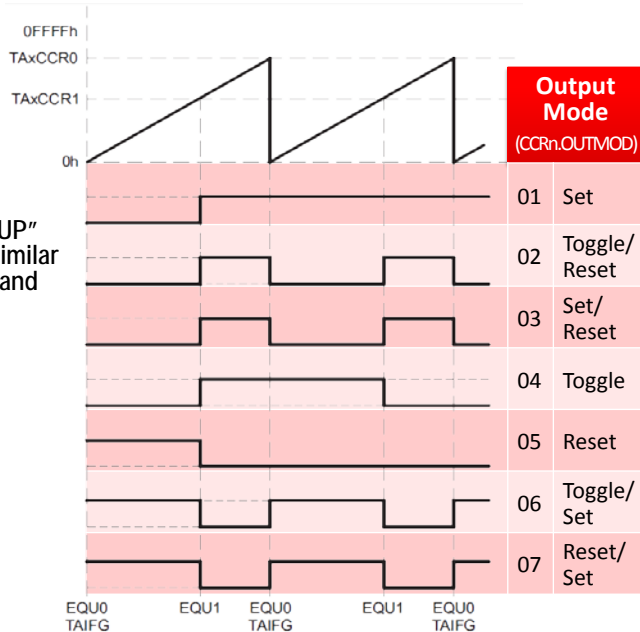 0FFFFh
TAxCCR0
TAxCCR1
0h
UP”
imilar
and
Output
Mode
(CCRn.OUTMOD)
01 Set
02 Toggle/
Reset
03 Set/
Reset
04 Toggle
05 Reset
06 Toggle/
Set
07 Reset/
Set
EQU0 EQU1 EQU0 EQU1 EQU0
TAIFG TAIFG TAIFG